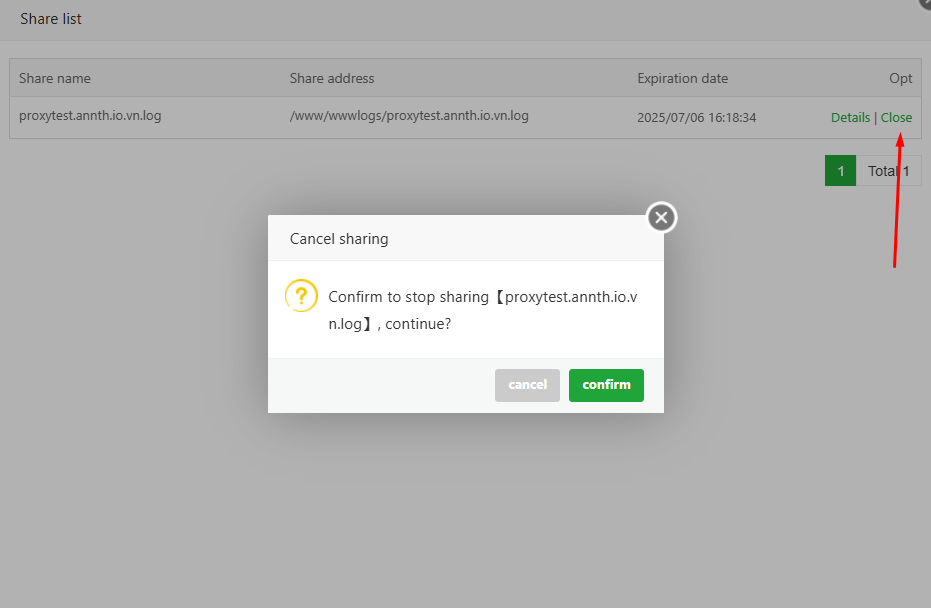 Share list
Share name Share address Expiration date Opt
proxytest.annth.io.vn.log /www/wwwlogs/proxytest.annth.io.vn.log 2025/07/06 16:18:34 Details | Close
1 Total 1
Cancel sharing
Confirm to stop sharing【proxytest.annth.io.v
n.log】, continue?
cancel confirm